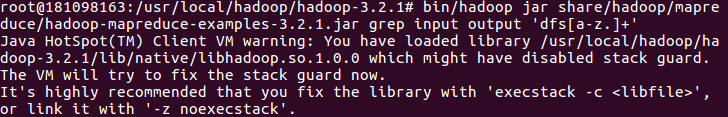 root@181098163:/usr/local/hadoop/hadoop-3.2.1# bin/hadoop jar share/hadoop/mapre
duce/hadoop-mapreduce-examples-3.2.1.jar grep input output 'dfs[a-z.]+'
Java HotSpot(TM) Client VM warning: You have loaded library /usr/local/hadoop/ha
doop-3.2.1/lib/native/libhadoop.so.1.0.0 which might have disabled stack guard.
The VM will try to fix the stack guard now.
It's highly recommended that you fix the library with 'execstack -c <libfile>',
or link it with '-z noexecstack'.